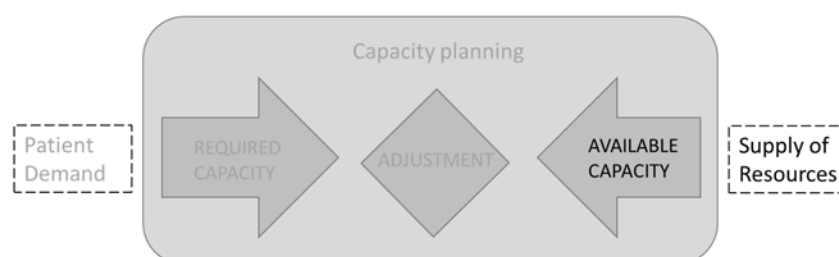 Capacity planning
Patient
Demand
REQUIRED
CAPACITY
ADJUSTMENT
AVAILABLE
CAPACITY
Supply of
Resources